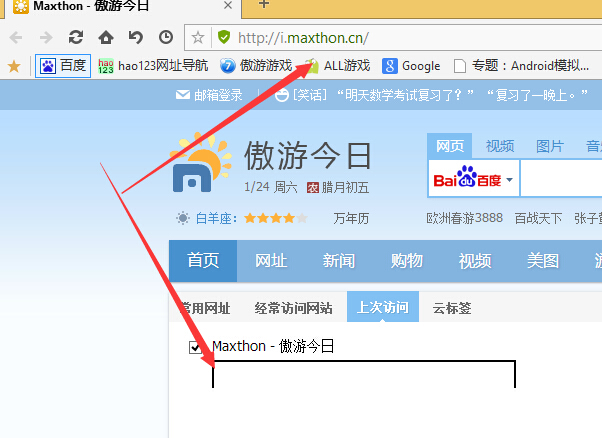 Maxthon - 傲游今日
http://i.maxthon.cn/
百度 hao123网址导航 傲游游戏 ALL游戏 Google 专题：Android模拟...
邮箱登录 | [笑话] “明天数学考试复习了？” “复习了一晚上。”
傲游今日
1/24 周六 农 腊月初五
网页 视频 图片
Bai百度
白羊座： 万年历
欧洲春游3888 百战天下
首页 网址 新闻 购物 视频 美图
常用网址 经常访问网站 上次访问 云标签
Maxthon - 傲游今日